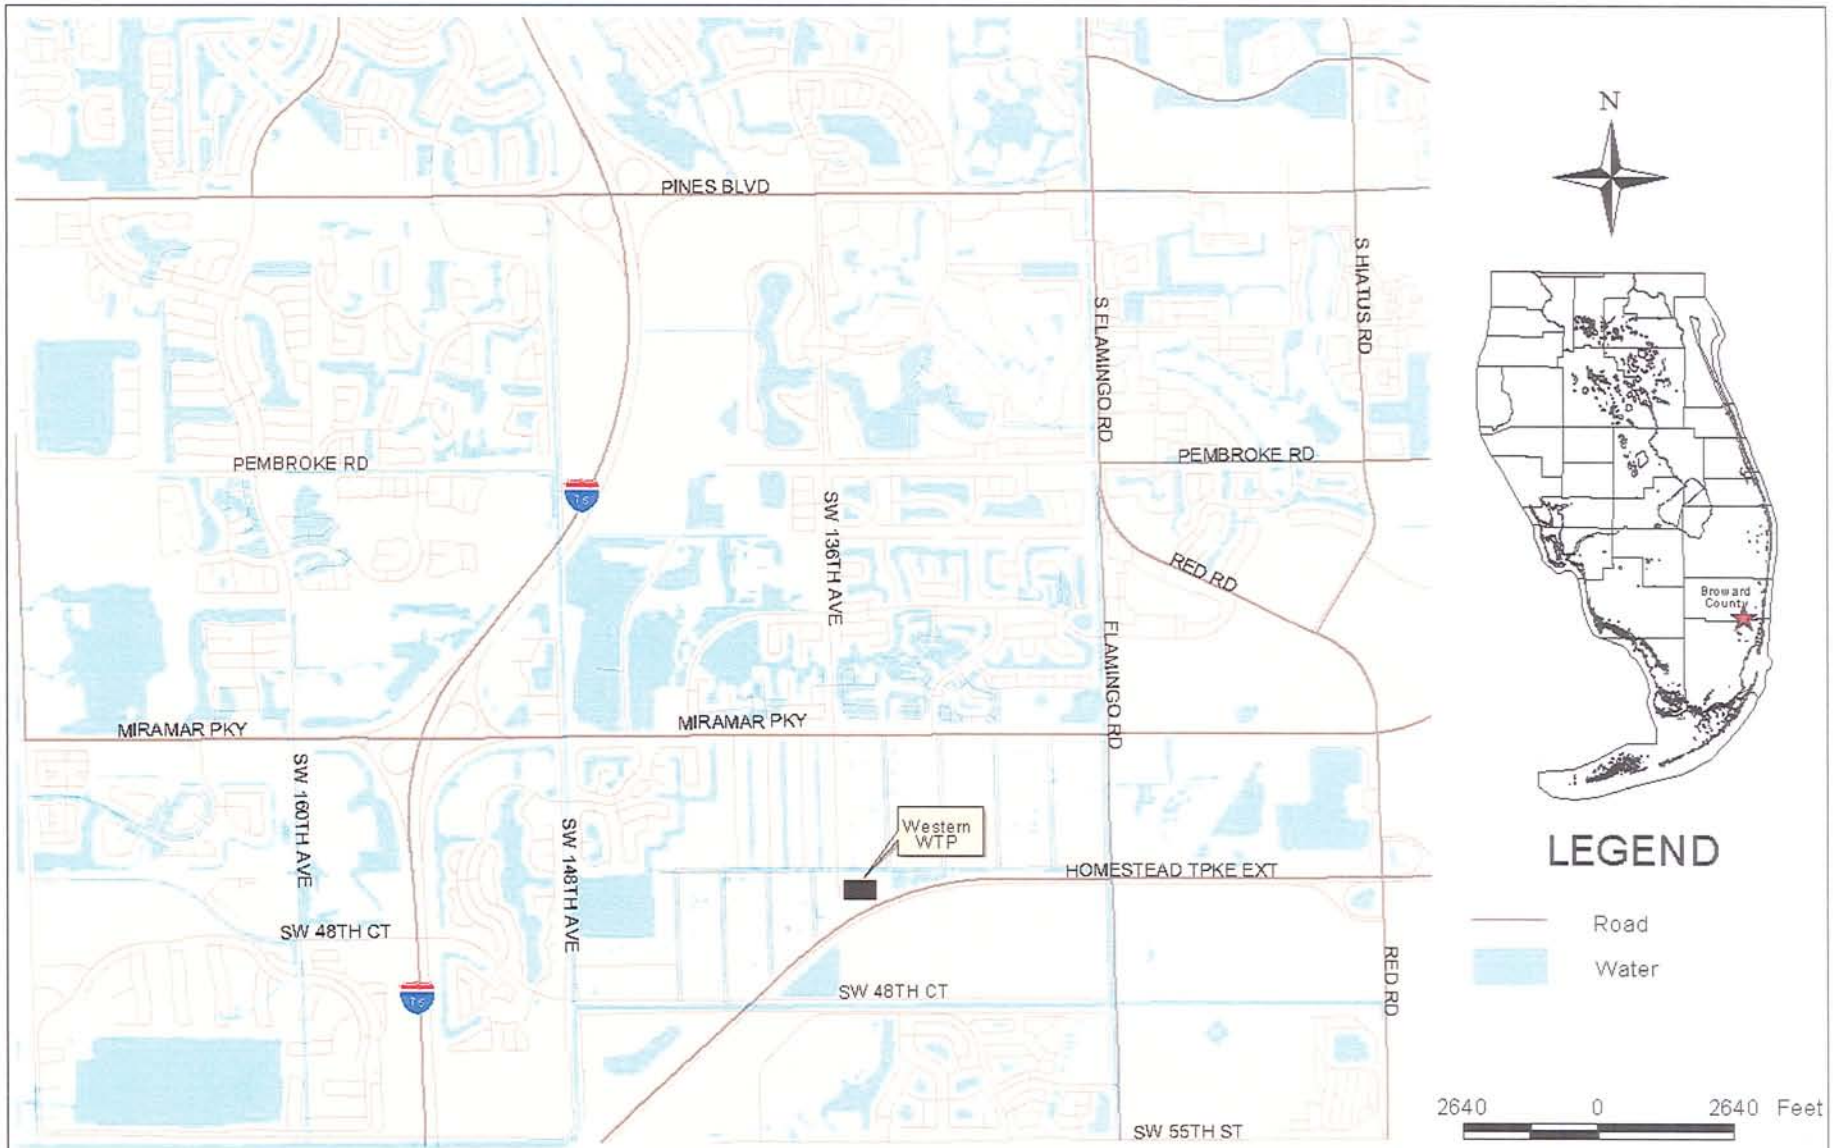 N
PINES BLVD
S HIATUS RD
S FLAMINGO RD
PEMBROKE RD
PEMBROKE RD
75
SW 136TH AVE
RED RD
Broward
County
FLAMINGO RD
MIRAMAR PKY
MIRAMAR PKY
SW 160TH AVE
SW 148TH AVE
Western
WTP
HOMESTEAD TPKE EXT
LEGEND
Road
Water
SW 48TH CT
75
SW 48TH CT
RED RD
2640 0 2640 Feet
SW 55TH ST